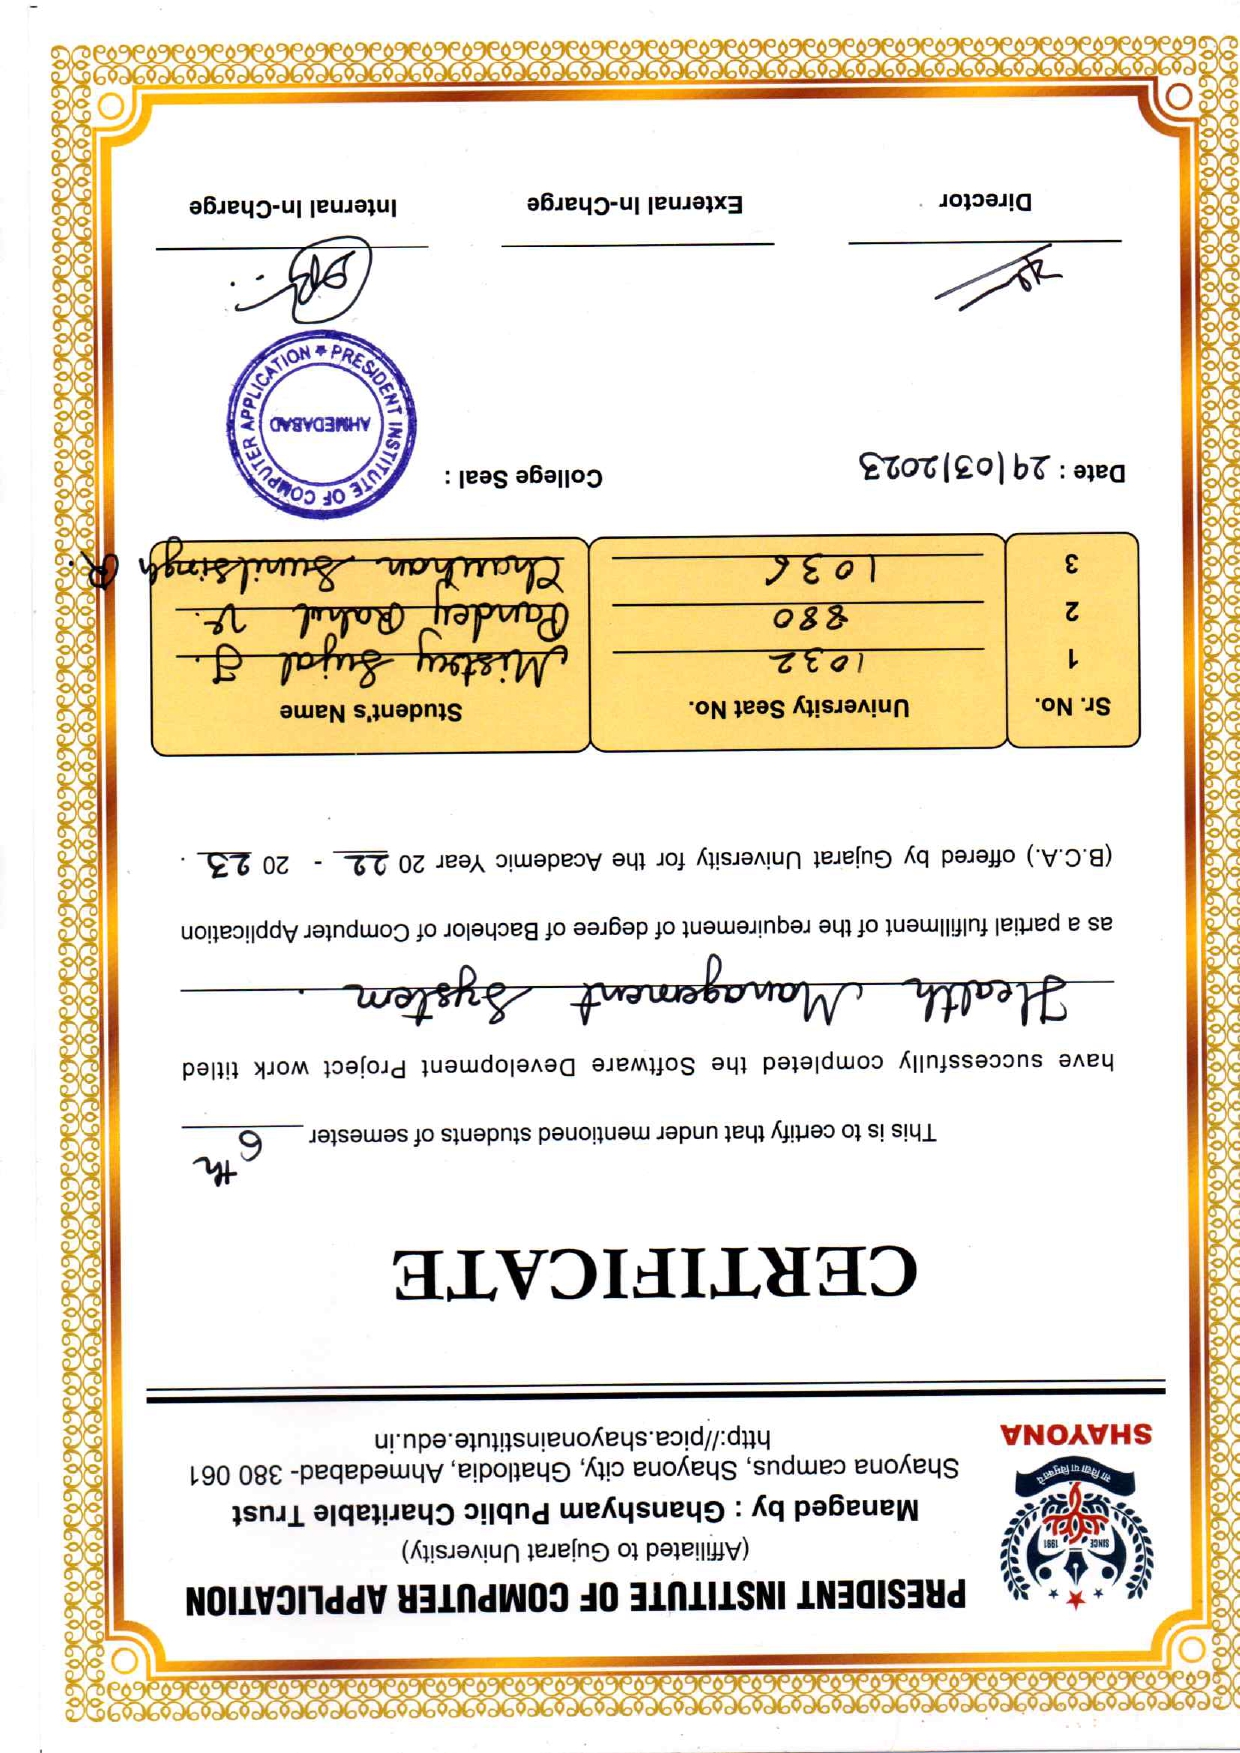 PRESIDENT INSTITUTE OF COMPUTER APPLICATION
(Affiliated to Gujarat University)
Managed by : Ghanshyam Public Charitable Trust
Shayona campus, Shayona city, Ghatlodia, Ahmedabad- 380 061
http://pica.shayonainstitute.edu.in
SINCE 1991
सा विद्या या विमुक्तये
SHAYONA
CERTIFICATE
This is to certify that under mentioned students of semester 6th
have successfully completed the Software Development Project work titled
Health Management System .
as a partial fulfillment of the requirement of degree of Bachelor of Computer Application
(B.C.A.) offered by Gujarat University for the Academic Year 20 22 - 20 23 .
Sr. No. University Seat No. Student's Name
1 1032 Mistry Sujal J.
2 880 Pandey Rahul V.
3 1036 Chauhan Sunilsingh R.
Date : 29/03/2023 College Seal :
PRESIDENT INSTITUTE OF COMPUTER APPLICATION
AHMEDABAD
Director External In-Charge Internal In-Charge